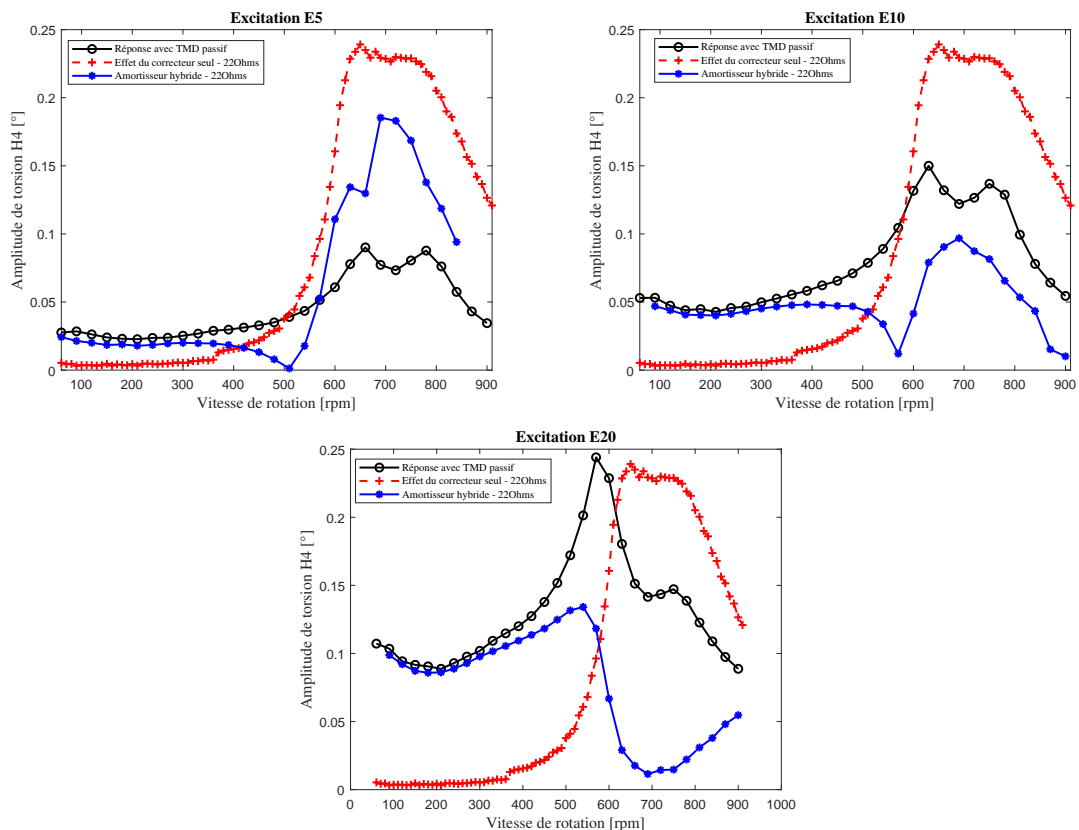 Excitation E5
Réponse avec TMD passif
Effet du correcteur seul - 22Ohms
Amortisseur hybride - 22Ohms
Amplitude de torsion H4 [°]
0.25
0.2
0.15
0.1
0.05
0
100 200 300 400 500 600 700 800 900
Vitesse de rotation [rpm]
Excitation E10
Réponse avec TMD passif
Effet du correcteur seul - 22Ohms
Amortisseur hybride - 22Ohms
Amplitude de torsion H4 [°]
0.25
0.2
0.15
0.1
0.05
0
100 200 300 400 500 600 700 800 900
Vitesse de rotation [rpm]
Excitation E20
Réponse avec TMD passif
Effet du correcteur seul - 22Ohms
Amortisseur hybride - 22Ohms
Amplitude de torsion H4 [°]
0.25
0.2
0.15
0.1
0.05
0
0 100 200 300 400 500 600 700 800 900 1000
Vitesse de rotation [rpm]